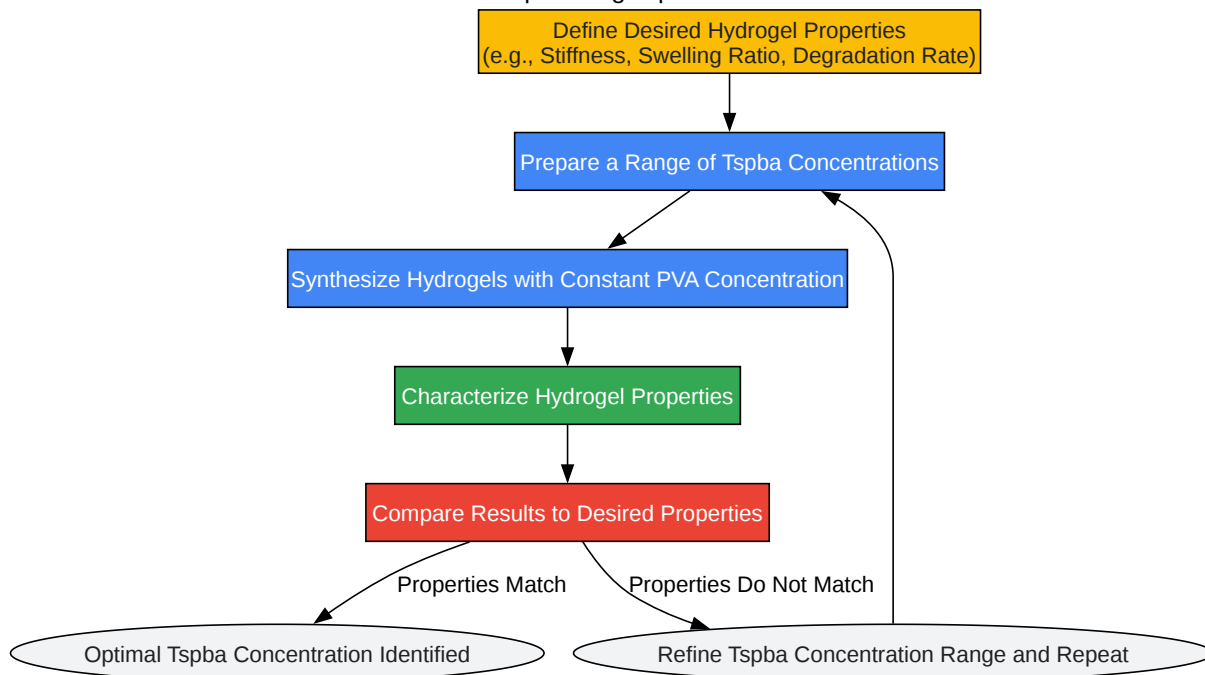 Define Desired Hydrogel Properties
(e.g., Stiffness, Swelling Ratio, Degradation Rate)
Prepare a Range of Tspba Concentrations
Synthesize Hydrogels with Constant PVA Concentration
Characterize Hydrogel Properties
Compare Results to Desired Properties
Properties Match
Properties Do Not Match
Optimal Tspba Concentration Identified
Refine Tspba Concentration Range and Repeat